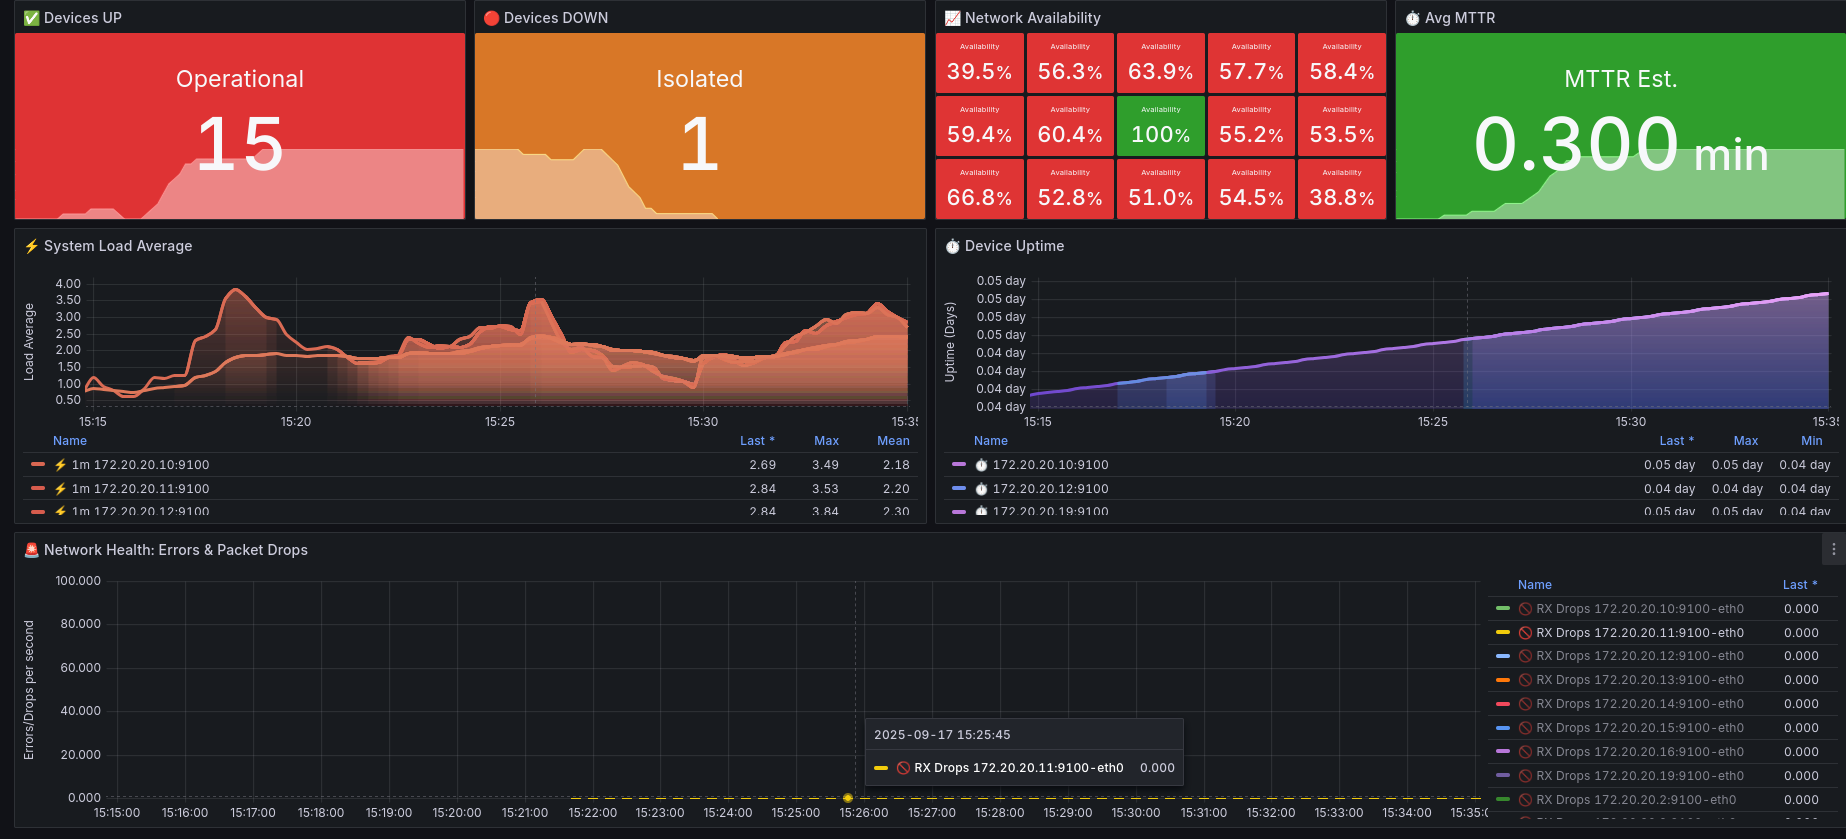 ✅ Devices UP
Operational
15
🔴 Devices DOWN
Isolated
1
📈 Network Availability
Availability Availability Availability Availability Availability
39.5% 56.3% 63.9% 57.7% 58.4%
Availability Availability Availability Availability Availability
59.4% 60.4% 100% 55.2% 53.5%
Availability Availability Availability Availability Availability
66.8% 52.8% 51.0% 54.5% 38.8%
⏱️ Avg MTTR
MTTR Est.
0.300 min
⚡ System Load Average
Load Average
4.00
3.50
3.00
2.50
2.00
1.50
1.00
0.50
15:15 15:20 15:25 15:30 15:35
Name Last * Max Mean
⚡ 1m 172.20.20.10:9100 2.69 3.49 2.18
⚡ 1m 172.20.20.11:9100 2.84 3.53 2.20
⚡ 1m 172.20.20.12:9100 2.84 3.84 2.30
⏱️ Device Uptime
Uptime (Days)
0.05 day
0.05 day
0.05 day
0.05 day
0.04 day
0.04 day
0.04 day
0.04 day
15:15 15:20 15:25 15:30 15:35
Name Last * Max Min
⏱️ 172.20.20.10:9100 0.05 day 0.05 day 0.04 day
⏱️ 172.20.20.12:9100 0.04 day 0.04 day 0.04 day
⏱️ 172.20.20.19:9100 0.05 day 0.05 day 0.04 day
🚨 Network Health: Errors & Packet Drops
Errors/Drops per second
100.000
80.000
60.000
40.000
20.000
0.000
15:15:00 15:16:00 15:17:00 15:18:00 15:19:00 15:20:00 15:21:00 15:22:00 15:23:00 15:24:00 15:25:00 15:26:00 15:27:00 15:28:00 15:29:00 15:30:00 15:31:00 15:32:00 15:33:00 15:34:00 15:35:0
2025-09-17 15:25:45
🚫 RX Drops 172.20.20.11:9100-eth0 0.000
Name Last *
🚫 RX Drops 172.20.20.10:9100-eth0 0.000
🚫 RX Drops 172.20.20.11:9100-eth0 0.000
🚫 RX Drops 172.20.20.12:9100-eth0 0.000
🚫 RX Drops 172.20.20.13:9100-eth0 0.000
🚫 RX Drops 172.20.20.14:9100-eth0 0.000
🚫 RX Drops 172.20.20.15:9100-eth0 0.000
🚫 RX Drops 172.20.20.16:9100-eth0 0.000
🚫 RX Drops 172.20.20.19:9100-eth0 0.000
🚫 RX Drops 172.20.20.2:9100-eth0 0.000